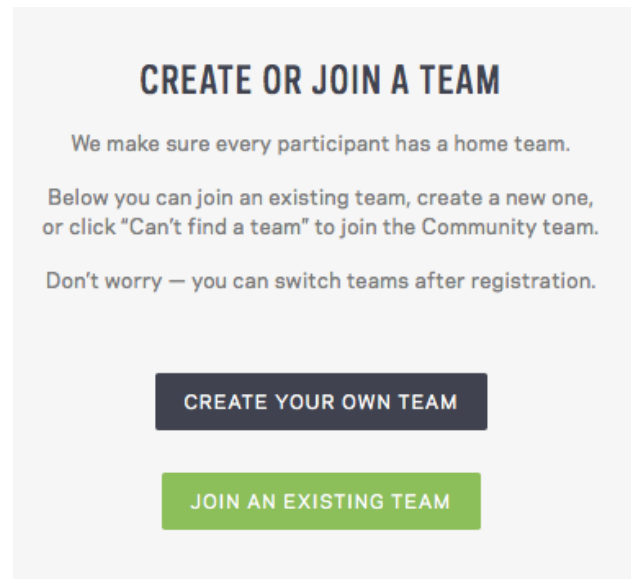 CREATE OR JOIN A TEAM
We make sure every participant has a home team.
Below you can join an existing team, create a new one,
or click “Can’t find a team” to join the Community team.
Don’t worry — you can switch teams after registration.
CREATE YOUR OWN TEAM
JOIN AN EXISTING TEAM